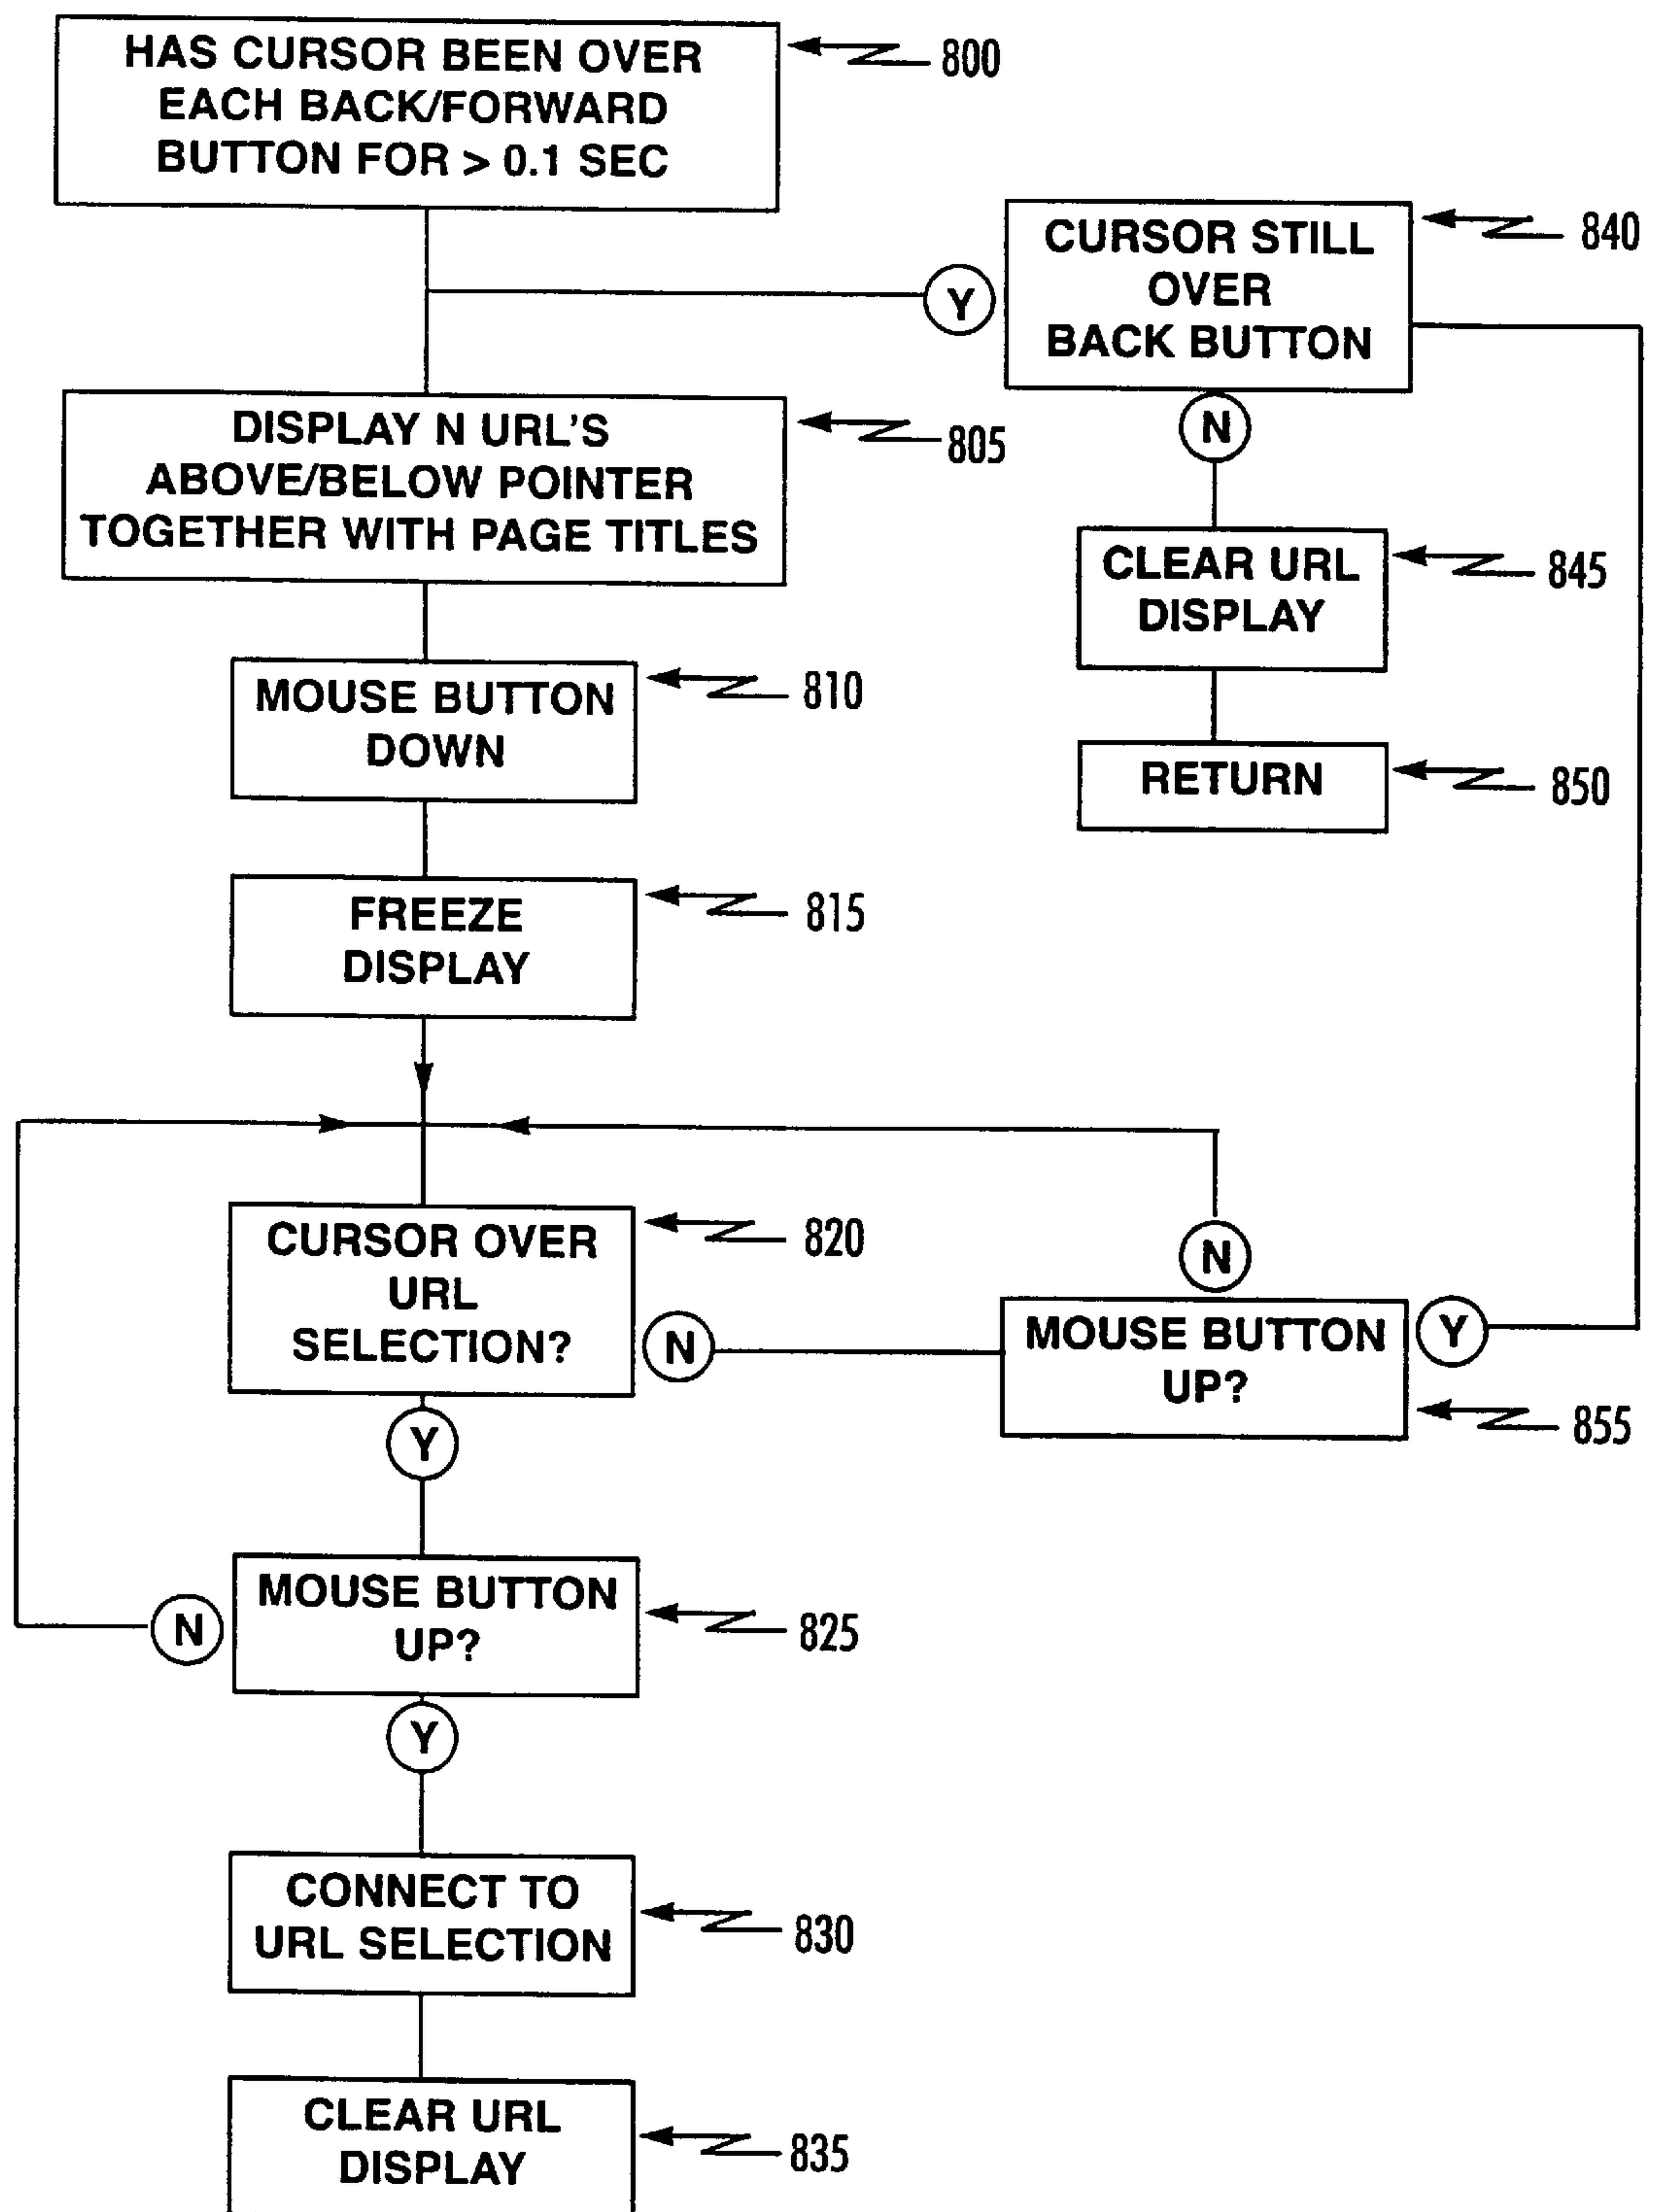 HAS CURSOR BEEN OVER
EACH BACK/FORWARD
BUTTON FOR > 0.1 SEC
800
CURSOR STILL
OVER
BACK BUTTON
840
Y
N
DISPLAY N URL'S
ABOVE/BELOW POINTER
TOGETHER WITH PAGE TITLES
805
CLEAR URL
DISPLAY
845
MOUSE BUTTON
DOWN
810
RETURN
850
FREEZE
DISPLAY
815
CURSOR OVER
URL
SELECTION?
820
N
N
MOUSE BUTTON
UP?
Y
855
Y
MOUSE BUTTON
UP?
825
N
Y
CONNECT TO
URL SELECTION
830
CLEAR URL
DISPLAY
835